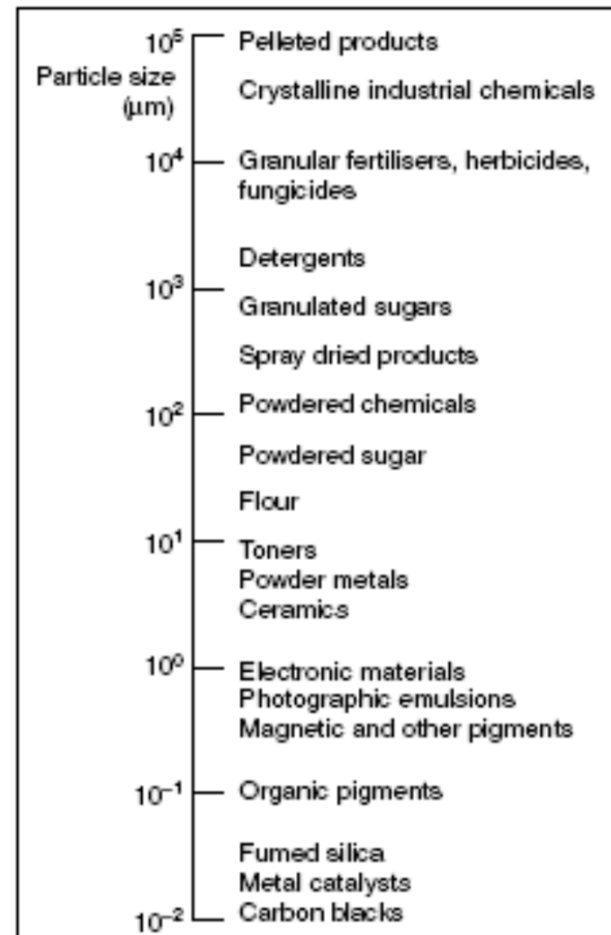 10⁵ Pelleted products
Particle size
(µm)
Crystalline industrial chemicals
10⁴ Granular fertilisers, herbicides,
fungicides
Detergents
10³
Granulated sugars
Spray dried products
10² Powdered chemicals
Powdered sugar
Flour
10¹ Toners
Powder metals
Ceramics
10⁰ Electronic materials
Photographic emulsions
Magnetic and other pigments
10⁻¹ Organic pigments
Fumed silica
Metal catalysts
10⁻² Carbon blacks